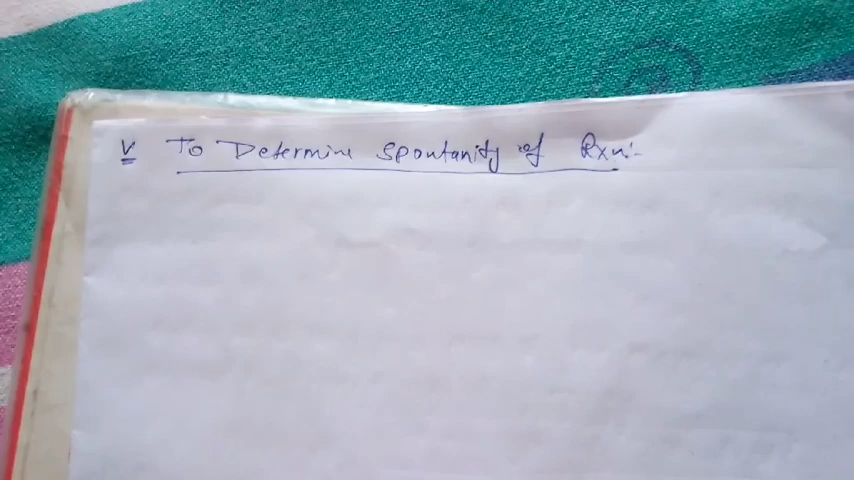 V To Determine Spontanity of Rxn:-